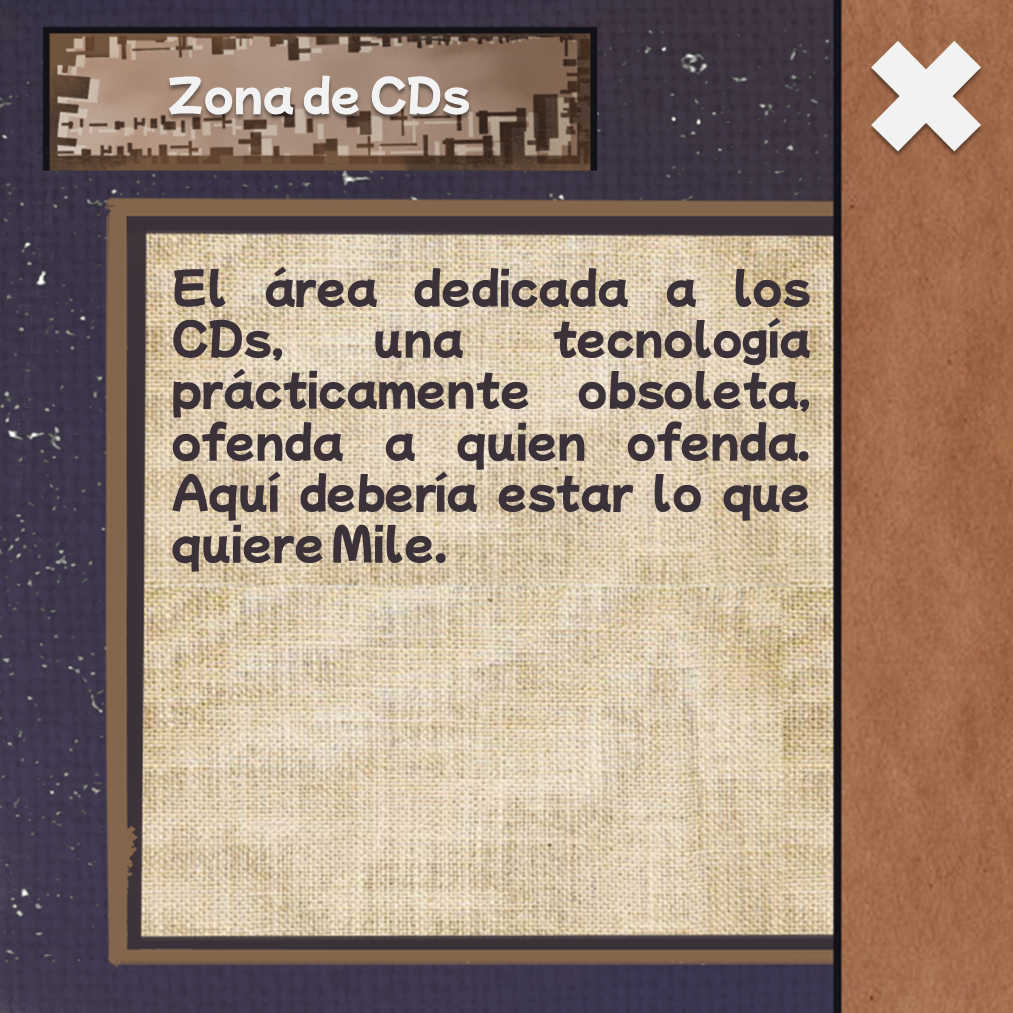 Zona de CDs
El área dedicada a los
CDs, una tecnología
prácticamente obsoleta,
ofenda a quien ofenda.
Aquí debería estar lo que
quiere Mile.